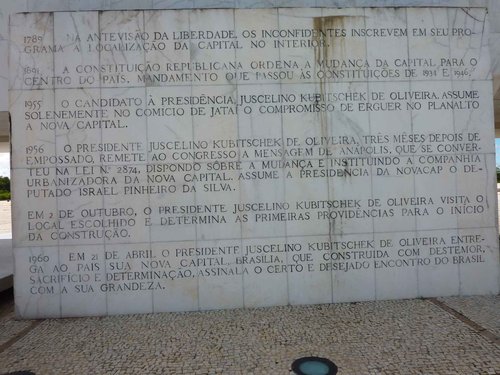 1789 NA ANTEVISÃO DA LIBERDADE, OS INCONFIDENTES INSCREVEM EM SEU PRO-
GRAMA A LOCALIZAÇÃO DA CAPITAL NO INTERIOR.
1891 A CONSTITUIÇÃO REPUBLICANA ORDENA A MUDANÇA DA CAPITAL PARA O
CENTRO DO PAÍS. MANDAMENTO QUE PASSOU ÀS CONSTITUIÇÕES DE 1934 E 1946.
1955 O CANDIDATO À PRESIDÊNCIA, JUSCELINO KUBITSCHEK DE OLIVEIRA, ASSUME
SOLENEMENTE NO COMICIO DE JATAÍ O COMPROMISSO DE ERGUER NO PLANALTO
A NOVA CAPITAL.
1956 O PRESIDENTE JUSCELINO KUBITSCHEK DE OLIVEIRA, TRÊS MÊSES DEPOIS DE
EMPOSSADO, REMETE AO CONGRESSO A MENSAGEM DE ANÁPOLIS, QUE SE CONVER-
TEU NA LEI N. 2874, DISPONDO SÔBRE A MUDANÇA E INSTITUINDO A COMPANHIA
URBANIZADORA DA NOVA CAPITAL. ASSUME A PRESIDENCIA DA NOVACAP O DE-
PUTADO ISRAEL PINHEIRO DA SILVA.
EM 2 DE OUTUBRO, O PRESIDENTE JUSCELINO KUBITSCHEK DE OLIVEIRA VISITA O
LOCAL ESCOLHIDO E DETERMINA AS PRIMEIRAS PROVIDÊNCIAS PARA O INÍCIO
DA CONSTRUÇÃO.
1960 EM 21 DE ABRIL O PRESIDENTE JUSCELINO KUBITSCHEK DE OLIVEIRA ENTRE-
GA AO PAÍS SUA NOVA CAPITAL, BRASÍLIA, QUE CONSTRUIDA COM DESTEMOR,
SACRIFÍCIO E DETERMINAÇÃO, ASSINALA O CERTO E DESEJADO ENCONTRO DO BRASIL
COM A SUA GRANDEZA.